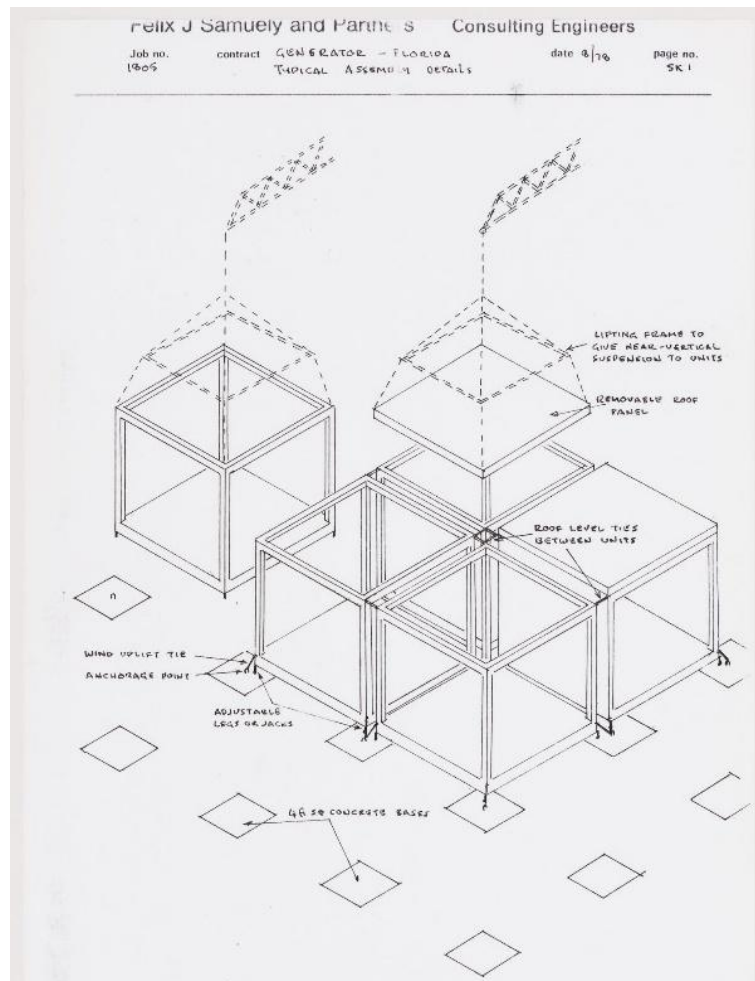 Felix J Samuely and Partners Consulting Engineers
Job no. contract GENERATOR - FLORIDA date 8/78 page no.
1805 TYPICAL ASSEMBLY DETAILS SK 1
LIFTING FRAME TO
GIVE NEAR-VERTICAL
SUSPENSION TO UNITS
REMOVABLE ROOF
PANEL
ROOF LEVEL TIES
BETWEEN UNITS
n
WIND UPLIFT TIE
ANCHORAGE POINT
ADJUSTABLE
LEGS OR JACKS
4ft SQ CONCRETE BASES